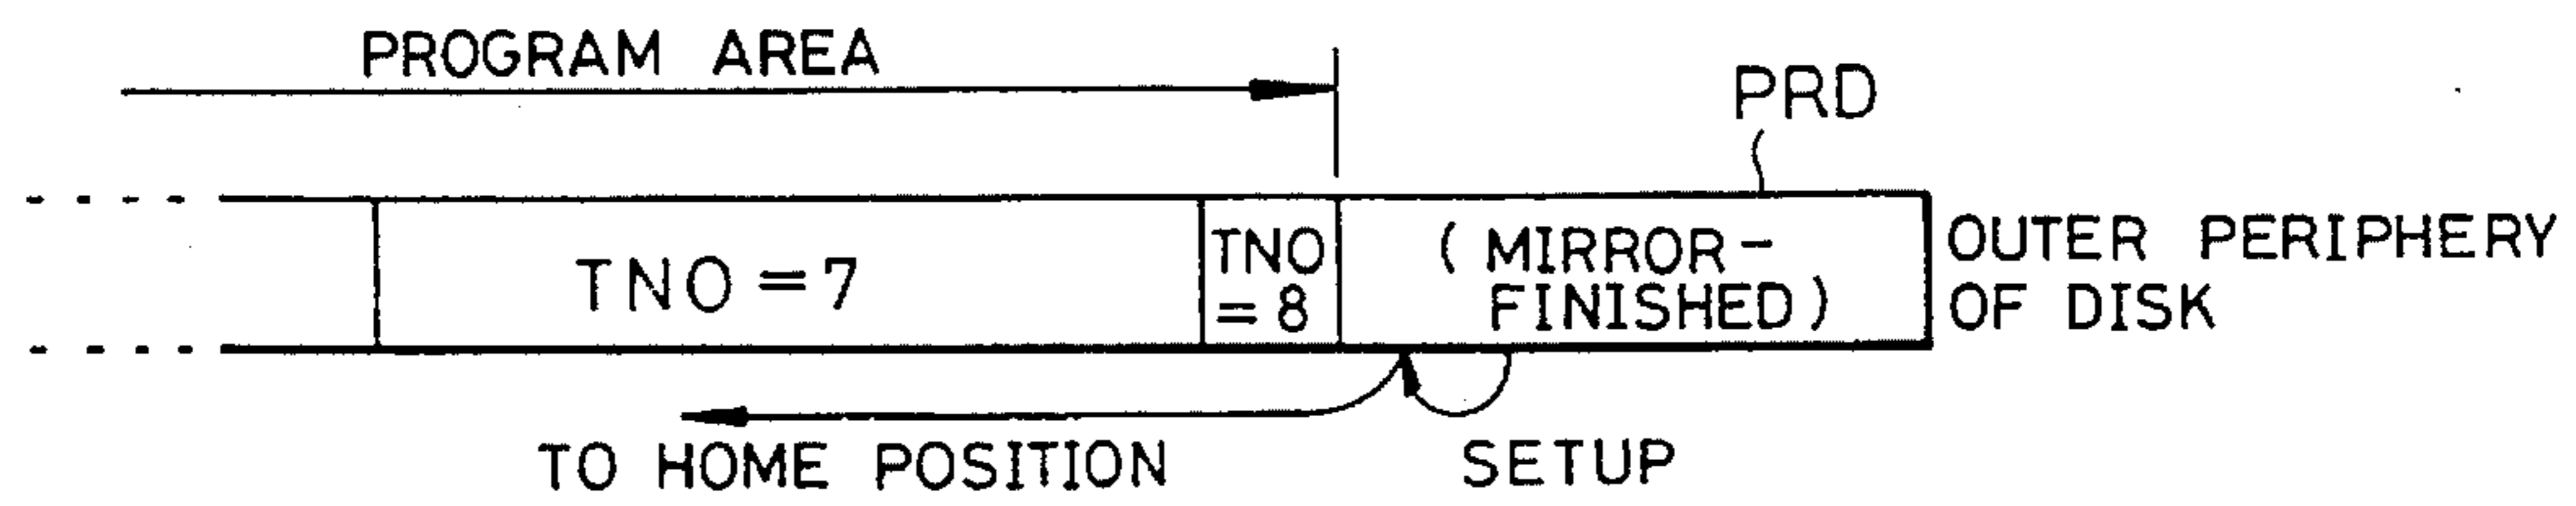 PROGRAM AREA
PRD
TNO = 7
TNO
= 8
( MIRROR-
FINISHED )
OUTER PERIPHERY
OF DISK
TO HOME POSITION
SETUP